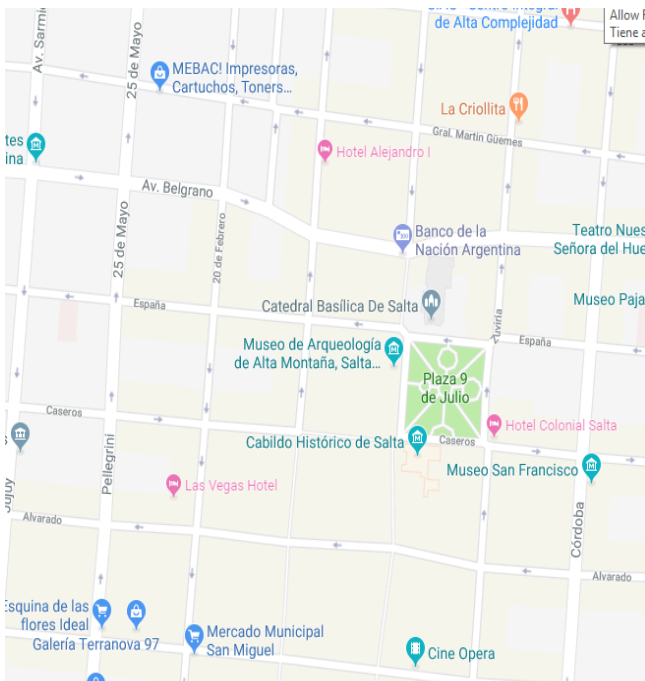 de Alta Complejidad
Allow
Tiene a
Av. Sarmi
25 de Mayo
MEBAC! Impresoras,
Cartuchos, Toners...
La Criollita
Gral. Martín Güemes
tes
ina
Hotel Alejandro I
Av. Belgrano
25 de Mayo
20 de Febrero
Banco de la
Nación Argentina
Teatro Nues
Señora del Hue
España
Catedral Basílica De Salta
Zuviría
Museo Paja
España
Museo de Arqueología
de Alta Montaña, Salta...
Plaza 9
de Julio
Caseros
Hotel Colonial Salta
Cabildo Histórico de Salta
Caseros
Museo San Francisco
Pellegrini
Las Vegas Hotel
Jujuy
Córdoba
Alvarado
Alvarado
Esquina de las
flores Ideal
Galería Terranova 97
Mercado Municipal
San Miguel
Cine Opera